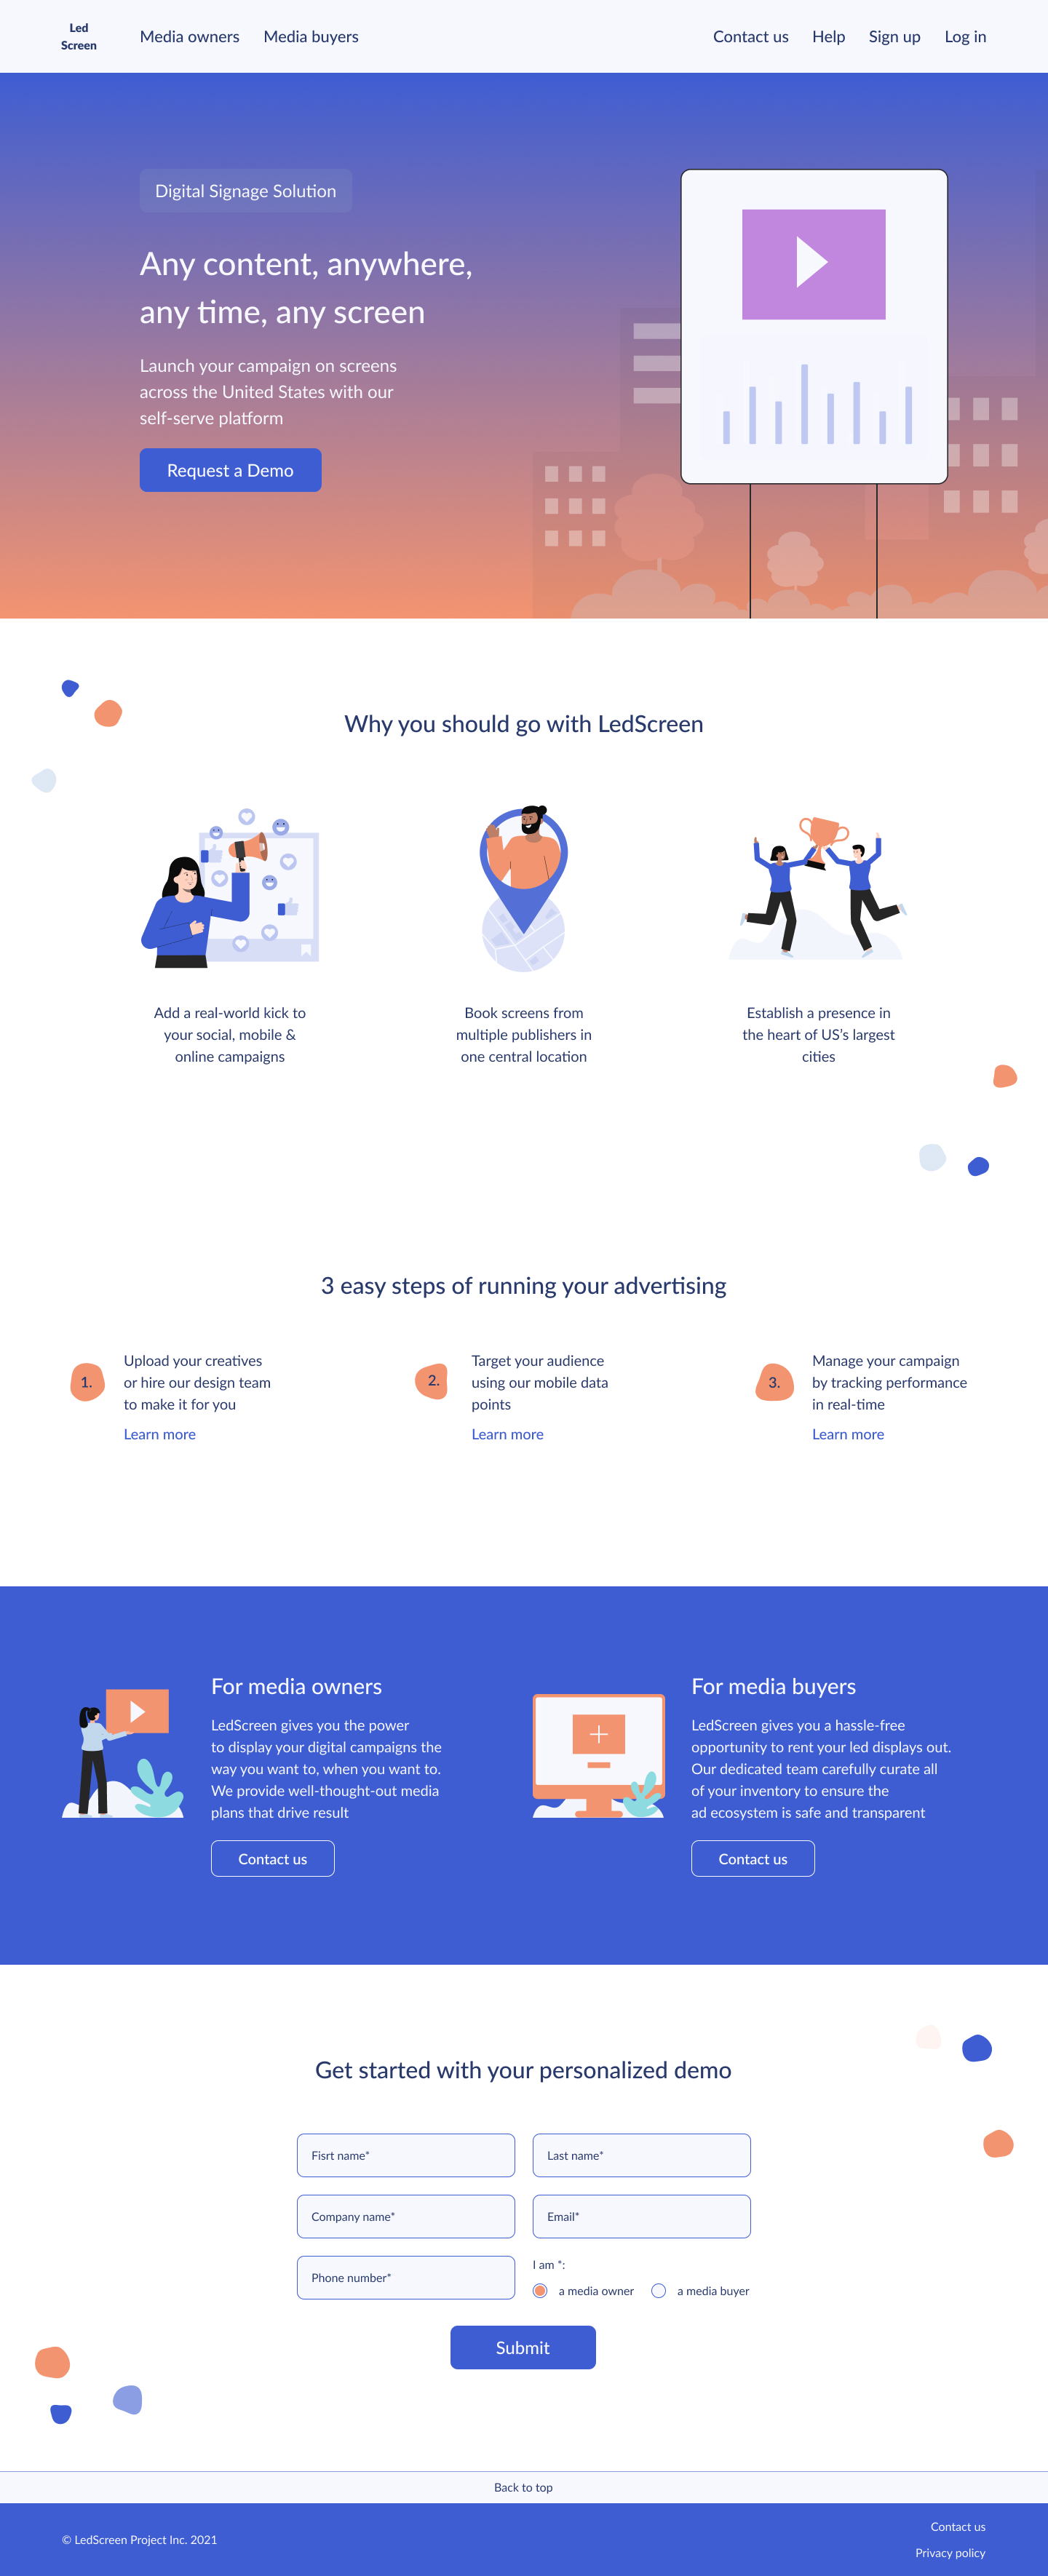 Led
Screen
Media owners
Media buyers
Contact us
Help
Sign up
Log in
Digital Signage Solution
Any content, anywhere,
any time, any screen
Launch your campaign on screens
across the United States with our
self-serve platform
Request a Demo
Why you should go with LedScreen
Add a real-world kick to
your social, mobile &
online campaigns
Book screens from
multiple publishers in
one central location
Establish a presence in
the heart of US’s largest
cities
3 easy steps of running your advertising
1.
Upload your creatives
or hire our design team
to make it for you
Learn more
2.
Target your audience
using our mobile data
points
Learn more
3.
Manage your campaign
by tracking performance
in real-time
Learn more
For media owners
LedScreen gives you the power
to display your digital campaigns the
way you want to, when you want to.
We provide well-thought-out media
plans that drive result
Contact us
For media buyers
LedScreen gives you a hassle-free
opportunity to rent your led displays out.
Our dedicated team carefully curate all
of your inventory to ensure the
ad ecosystem is safe and transparent
Contact us
Get started with your personalized demo
Fisrt name*
Last name*
Company name*
Email*
Phone number*
I am *:
a media owner
a media buyer
Submit
Back to top
© LedScreen Project Inc. 2021
Contact us
Privacy policy